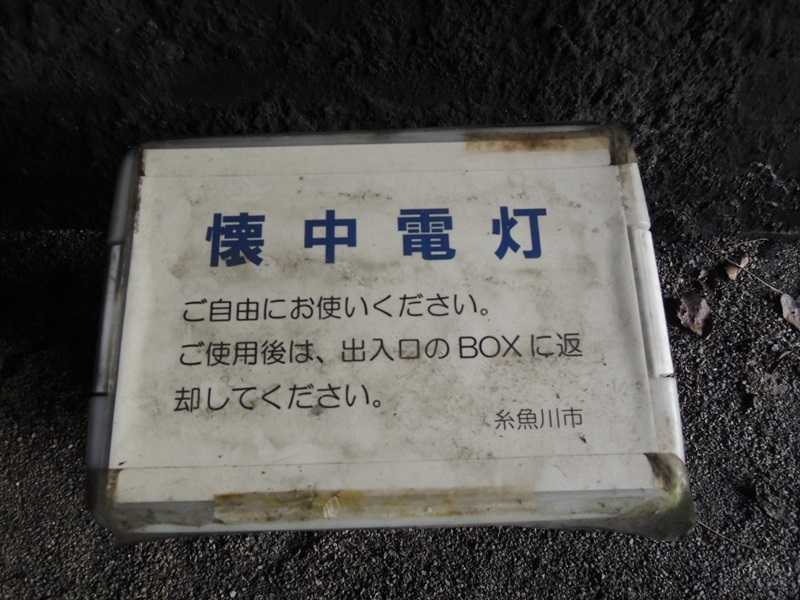 懐中電灯
ご自由にお使いください。
ご使用後は、出入口のBOXに返
却してください。
糸魚川市